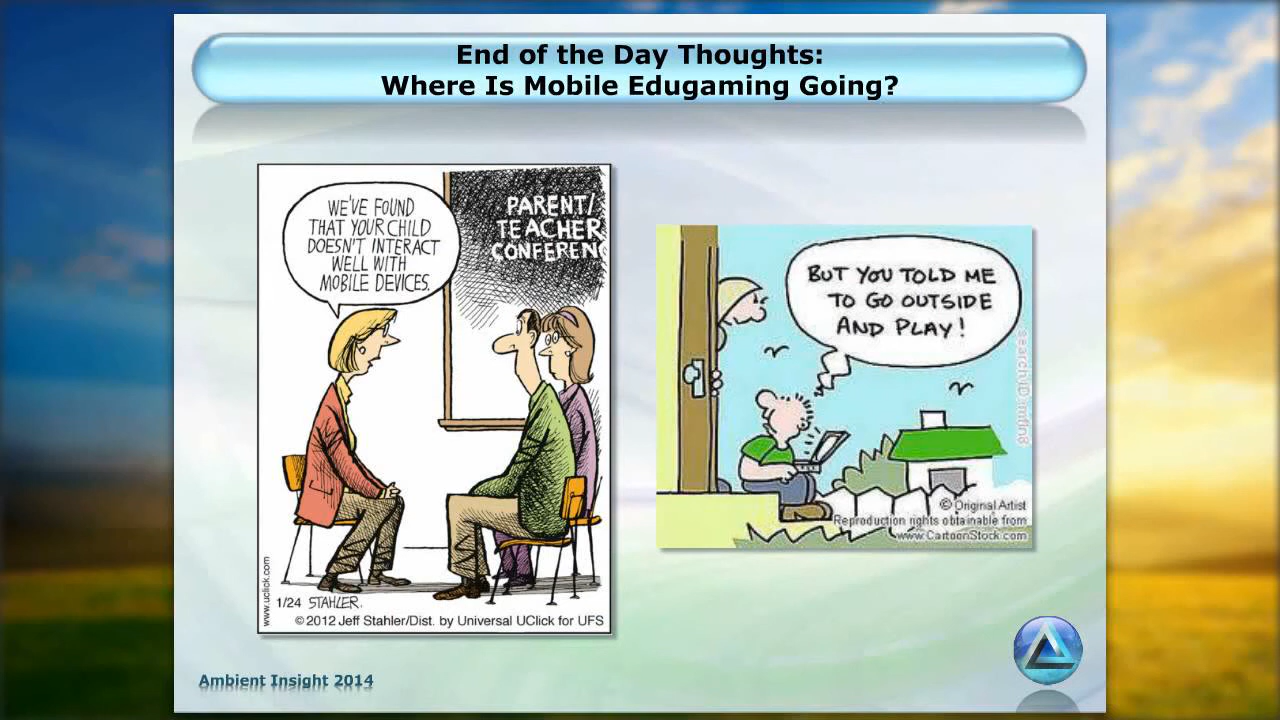 End of the Day Thoughts:
Where Is Mobile Edugaming Going?
WE'VE FOUND
THAT YOUR CHILD
DOESN'T INTERACT
WELL WITH
MOBILE DEVICES.
PARENT/
TEACHER
CONFEREN
www.uclick.com
1/24 STAHLER.
©2012 Jeff Stahler/Dist. by Universal UClick for UFS
BUT YOU TOLD ME
TO GO OUTSIDE
AND PLAY!
© Original Artist
Reproduction rights obtainable from
www.CartoonStock.com
Ambient Insight 2014